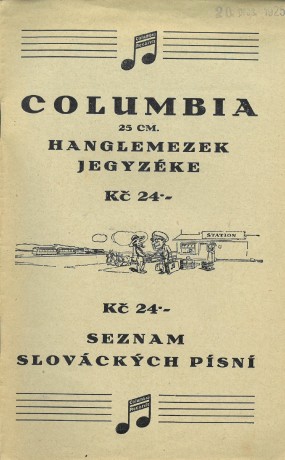 COLUMBIA
25 CM.
HANGLEMEZEK
JEGYZÉKE
Kč 24·-
STATION
Kč 24·-
SEZNAM
SLOVÁCKÝCH PÍSNÍ